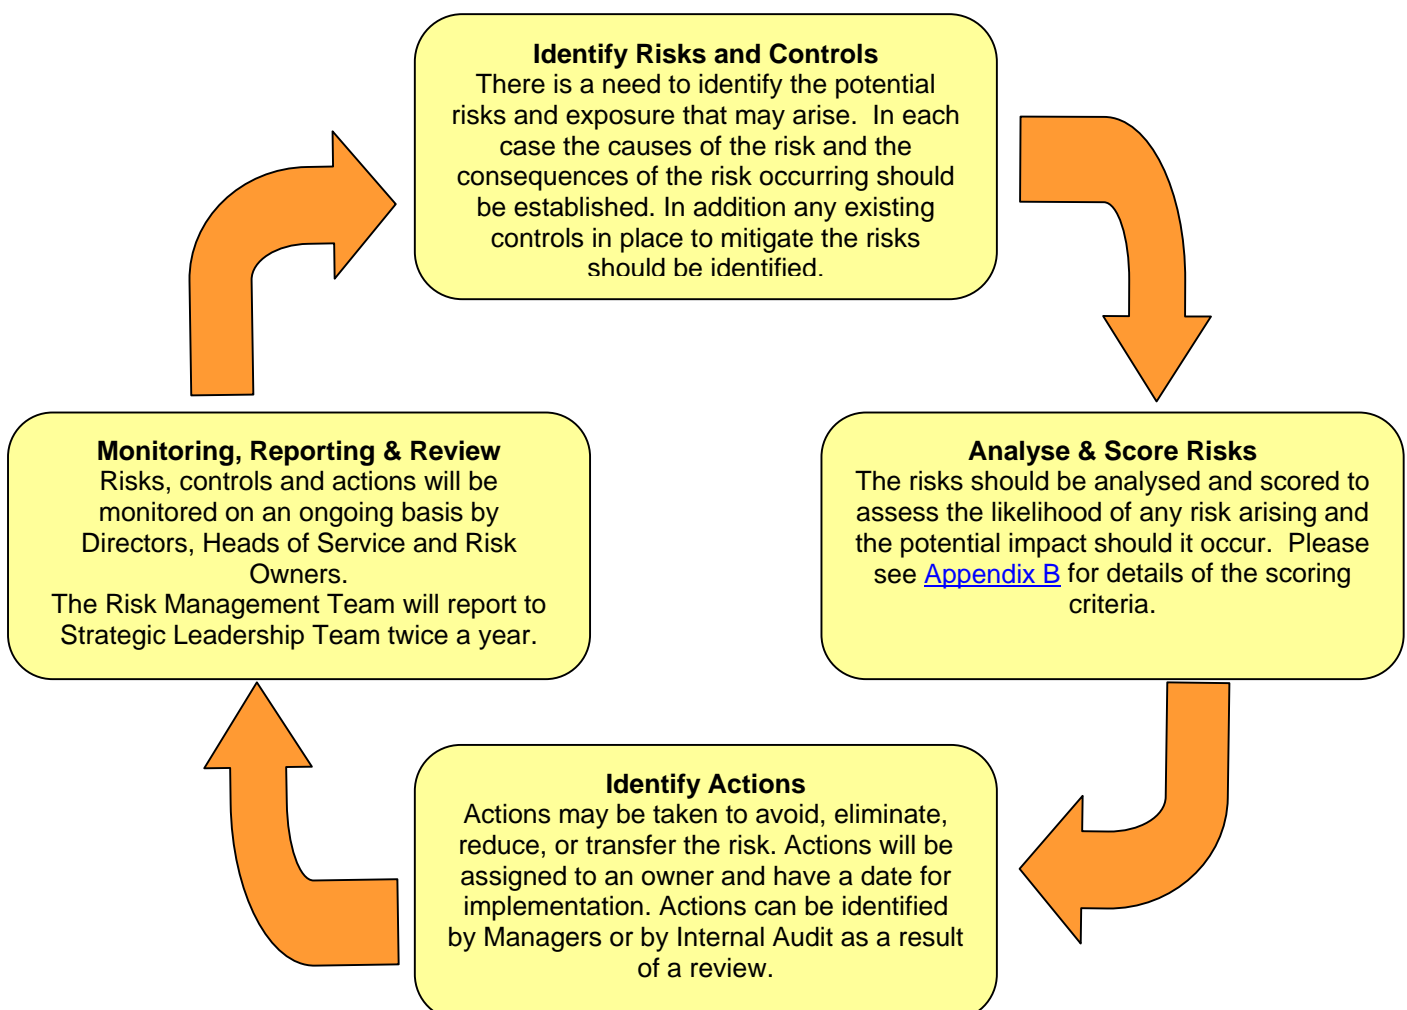 Identify Risks and Controls
There is a need to identify the potential
risks and exposure that may arise.  In each
case the causes of the risk and the
consequences of the risk occurring should
be established. In addition any existing
controls in place to mitigate the risks
should be identified.
Monitoring, Reporting & Review
Risks, controls and actions will be
monitored on an ongoing basis by
Directors, Heads of Service and Risk
Owners.
The Risk Management Team will report to
Strategic Leadership Team twice a year.
Analyse & Score Risks
The risks should be analysed and scored to
assess the likelihood of any risk arising and
the potential impact should it occur.  Please
see Appendix B for details of the scoring
criteria.
Identify Actions
Actions may be taken to avoid, eliminate,
reduce, or transfer the risk. Actions will be
assigned to an owner and have a date for
implementation. Actions can be identified
by Managers or by Internal Audit as a result
of a review.